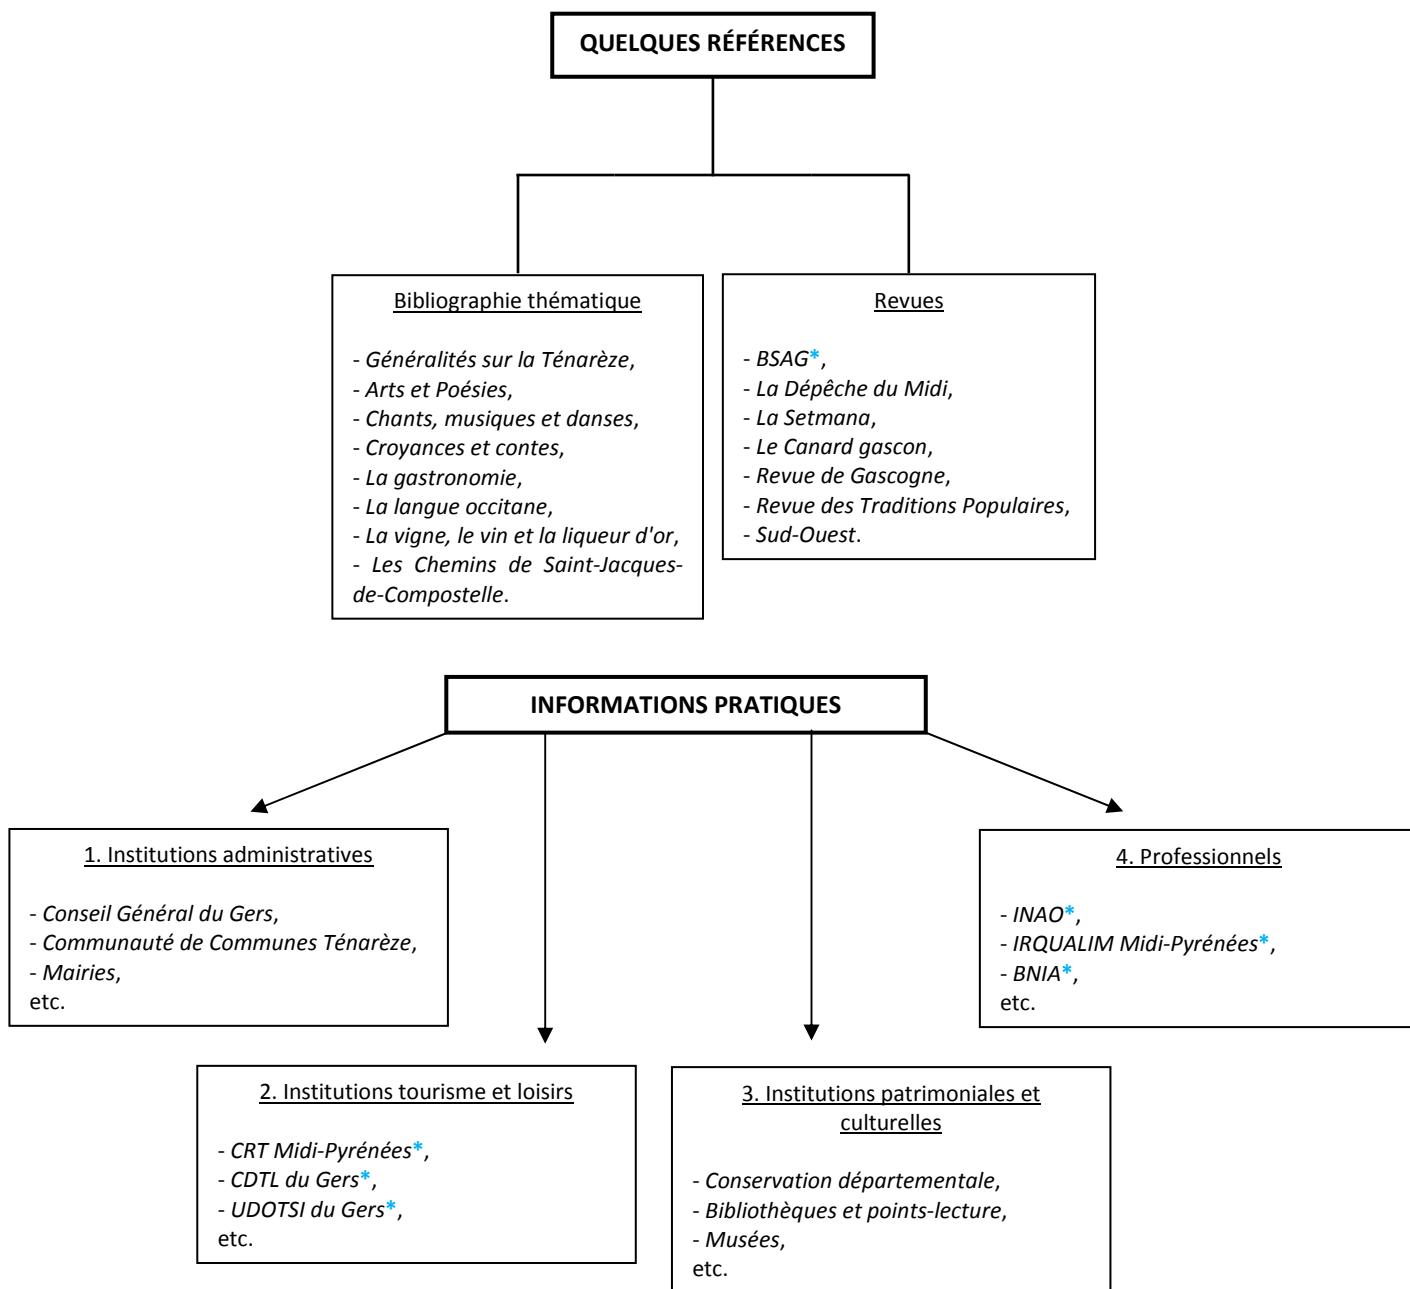 QUELQUES RÉFÉRENCES
Bibliographie thématique
- Généralités sur la Ténarèze,
- Arts et Poésies,
- Chants, musiques et danses,
- Croyances et contes,
- La gastronomie,
- La langue occitane,
- La vigne, le vin et la liqueur d'or,
- Les Chemins de Saint-Jacques-
de-Compostelle.
Revues
- BSAG*,
- La Dépêche du Midi,
- La Setmana,
- Le Canard gascon,
- Revue de Gascogne,
- Revue des Traditions Populaires,
- Sud-Ouest.
INFORMATIONS PRATIQUES
1. Institutions administratives
- Conseil Général du Gers,
- Communauté de Communes Ténarèze,
- Mairies,
etc.
2. Institutions tourisme et loisirs
- CRT Midi-Pyrénées*,
- CDTL du Gers*,
- UDOTSI du Gers*,
etc.
3. Institutions patrimoniales et
culturelles
- Conservation départementale,
- Bibliothèques et points-lecture,
- Musées,
etc.
4. Professionnels
- INAO*,
- IRQUALIM Midi-Pyrénées*,
- BNIA*,
etc.